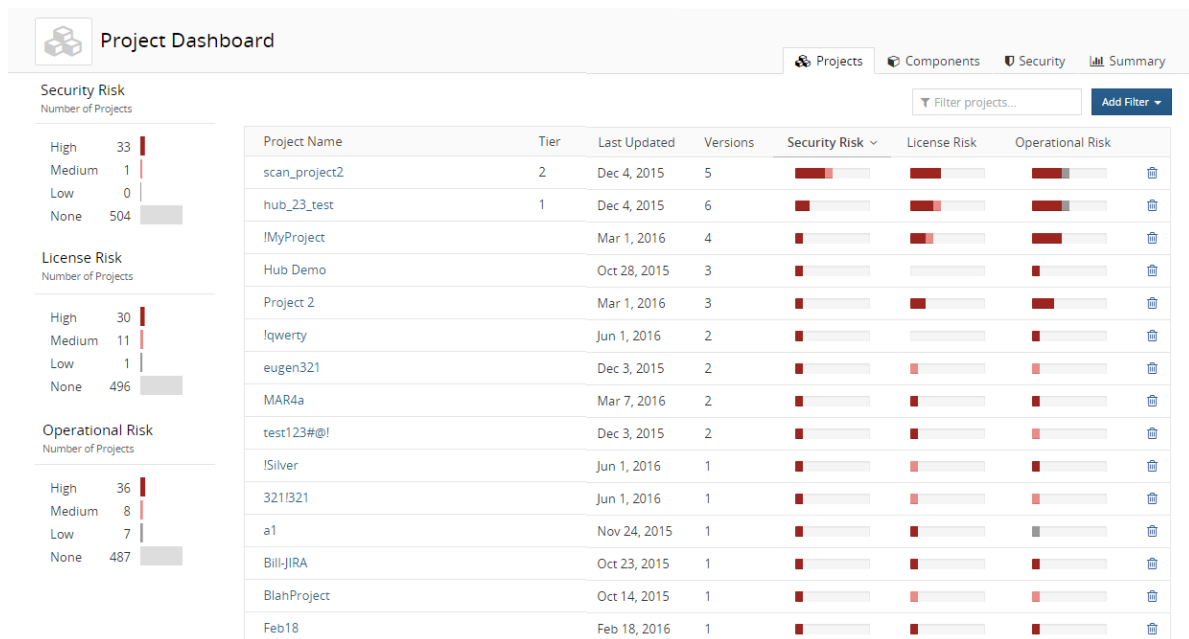 Project Dashboard
Projects Components Security Summary
Security Risk
Number of Projects
High 33
Medium 1
Low 0
None 504
License Risk
Number of Projects
High 30
Medium 11
Low 1
None 496
Operational Risk
Number of Projects
High 36
Medium 8
Low 7
None 487
Filter projects... Add Filter
Project Name Tier Last Updated Versions Security Risk License Risk Operational Risk
scan_project2 2 Dec 4, 2015 5
hub_23_test 1 Dec 4, 2015 6
!MyProject Mar 1, 2016 4
Hub Demo Oct 28, 2015 3
Project 2 Mar 1, 2016 3
!qwerty Jun 1, 2016 2
eugen321 Dec 3, 2015 2
MAR4a Mar 7, 2016 2
test123#@! Dec 3, 2015 2
!Silver Jun 1, 2016 1
321!321 Jun 1, 2016 1
a1 Nov 24, 2015 1
Bill-JIRA Oct 23, 2015 1
BlahProject Oct 14, 2015 1
Feb18 Feb 18, 2016 1